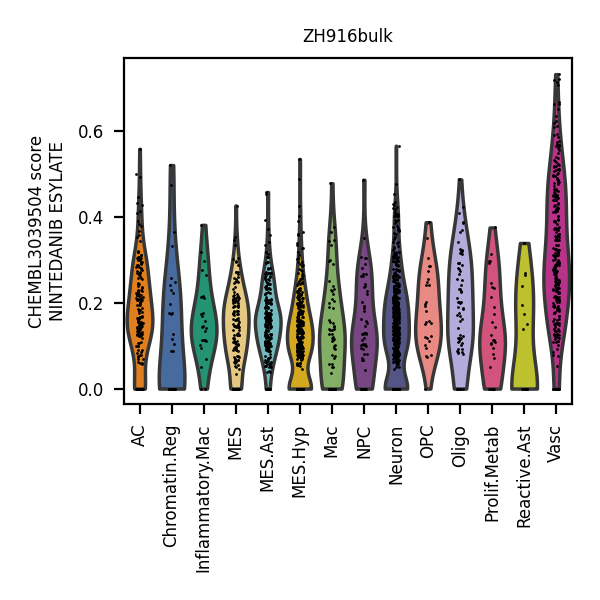 ZH916bulk
CHEMBL3039504 score
NINTEDANIB ESYLATE
0.6
0.4
0.2
0.0
AC
Chromatin.Reg
Inflammatory.Mac
MES
MES.Ast
MES.Hyp
Mac
NPC
Neuron
OPC
Oligo
Prolif.Metab
Reactive.Ast
Vasc